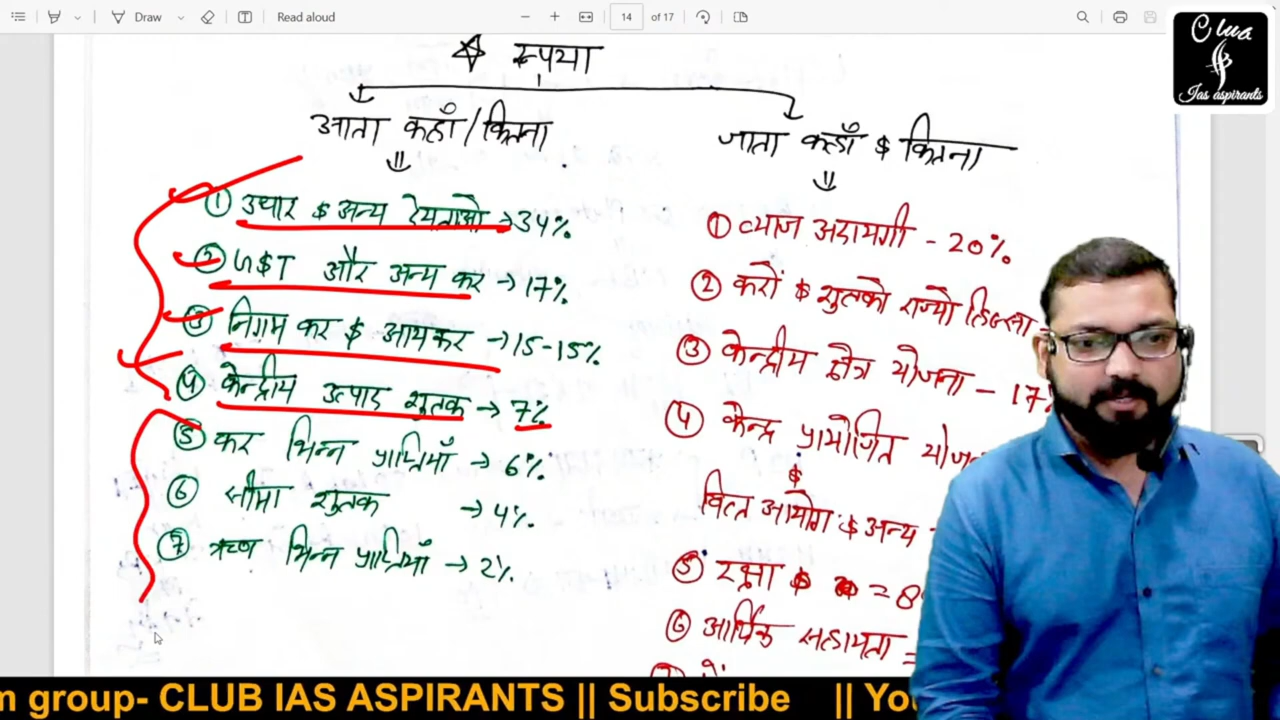 Draw
Read aloud
14
of 17
Clua
Ias aspirants
रूपया
आता कहाँ/कितना
जाता कहाँ $ कितना
① उधार $ अन्य देयताओ → 34%
② G$T और अन्य कर → 17%
③ निगम कर $ आयकर → 15-15%
④ केन्द्रीय उत्पाद शुल्क → 7%
⑤ कर भिन्न प्राप्तियाँ → 6%
⑥ सीमा शुल्क → 4%
⑦ ऋण भिन्न प्राप्तियाँ → 2%
① ब्याज अदायगी - 20%
② करों $ शुल्को राज्यो हिस्सा =
③ केन्द्रीय क्षेत्र योजना - 17%
④ केन्द्र प्रायोजित
$
वित्त आयोग $ अन्य
⑤ रक्षा = 8
⑥ आर्थिक सहायता =
m group- CLUB IAS ASPIRANTS || Subscribe || You